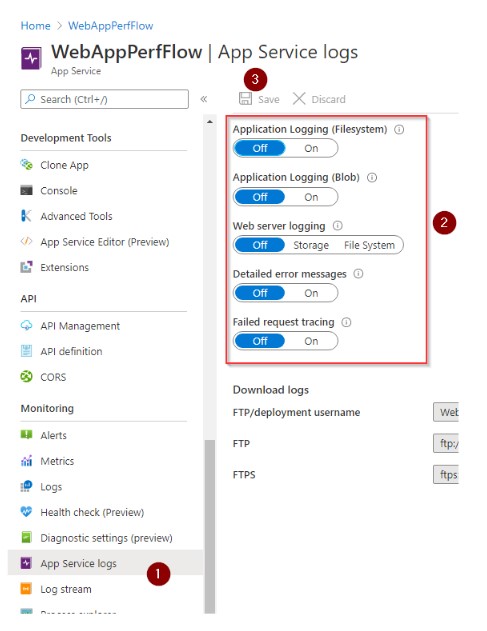 Home > WebAppPerfFlow
WebAppPerfFlow | App Service logs
App Service
Search (Ctrl+/)
«
Development Tools
Clone App
Console
Advanced Tools
App Service Editor (Preview)
Extensions
API
API Management
API definition
CORS
Monitoring
Alerts
Metrics
Logs
Health check (Preview)
Diagnostic settings (preview)
App Service logs
1
Log stream
Process explorer
3
Save Discard
Application Logging (Filesystem)
Off On
Application Logging (Blob)
Off On
2
Web server logging
Off Storage File System
Detailed error messages
Off On
Failed request tracing
Off On
Download logs
FTP/deployment username Web
FTP ftp:/
FTPS ftps